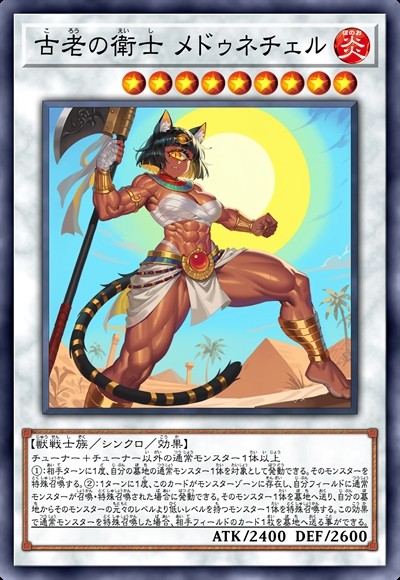 古老の衛士 メドゥネチェル
炎
【獣戦士族／シンクロ／効果】
チューナー＋チューナー以外の通常モンスター1体以上
①：相手ターンに1度、自分の墓地の通常モンスター1体を対象として発動できる。そのモンスター
を特殊召喚する。②：1ターンに1度、このカードがモンスターゾーンに存在し、自分フィールドに通常
モンスターが召喚・特殊召喚された場合に発動できる。そのモンスター1体を墓地へ送り、自分の墓
地からそのモンスターの元々のレベルより低いレベルを持つモンスター1体を特殊召喚する。この効果
で通常モンスターを特殊召喚した場合、相手フィールドのカード1枚を墓地へ送る事ができる。
ATK/2400 DEF/2600